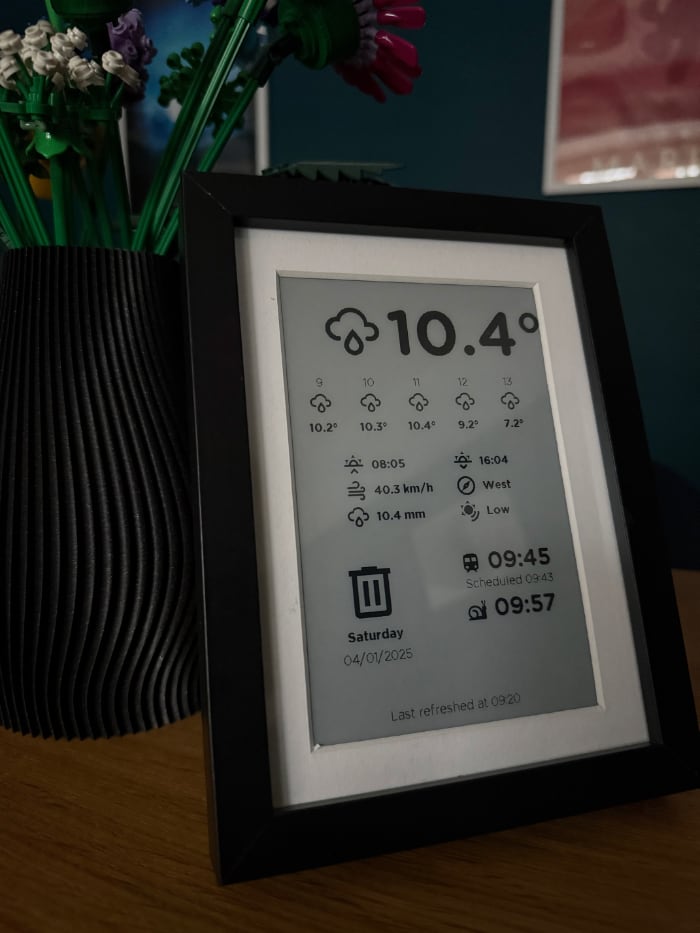 10.4°
9 10 11 12 13
10.2° 10.3° 10.4° 9.2° 7.2°
08:05 16:04
40.3 km/h West
10.4 mm Low
09:45
Scheduled 09:43
09:57
Saturday
04/01/2025
Last refreshed at 09:20